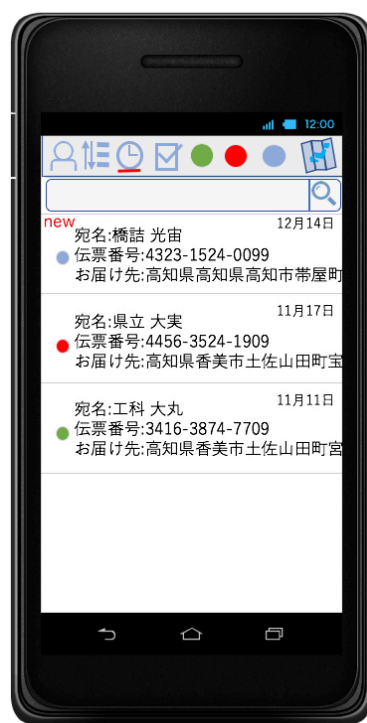 12:00
new
12月14日
宛名:橋詰 光宙
伝票番号:4323-1524-0099
お届け先:高知県高知県高知市帯屋町
11月17日
宛名:県立 大実
伝票番号:4456-3524-1909
お届け先:高知県香美市土佐山田町宝
11月11日
宛名:工科 大丸
伝票番号:3416-3874-7709
お届け先:高知県香美市土佐山田町宮